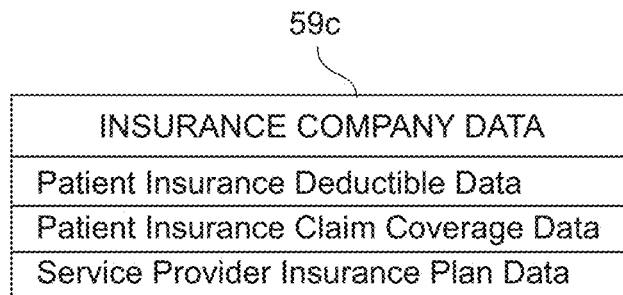 59c
INSURANCE COMPANY DATA
Patient Insurance Deductible Data
Patient Insurance Claim Coverage Data
Service Provider Insurance Plan Data